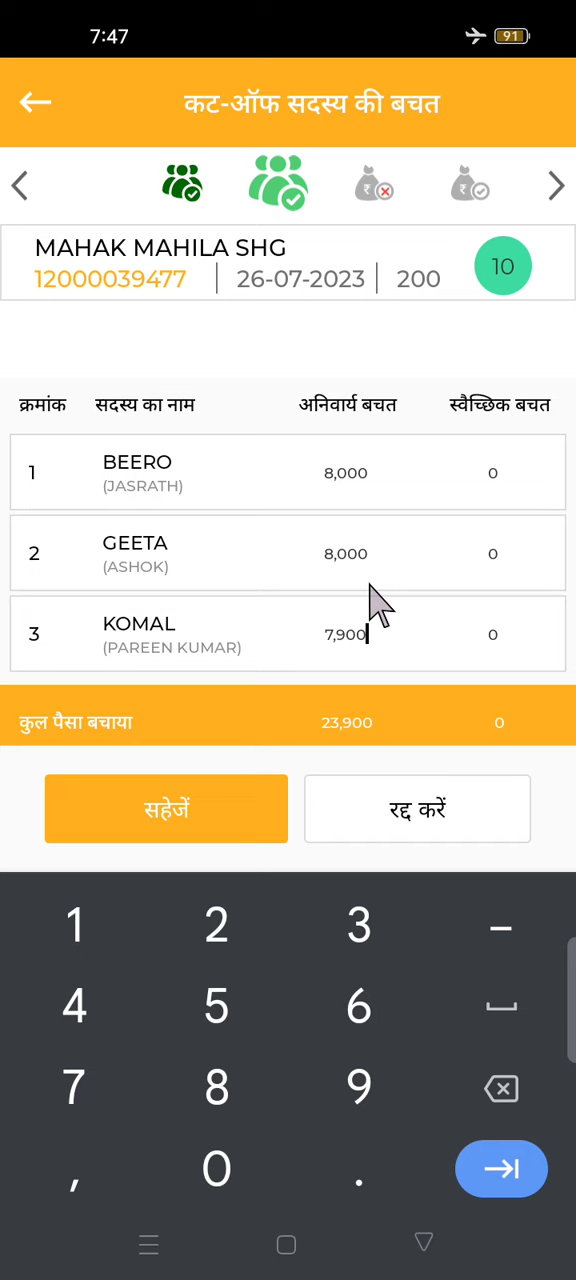 7:47
91
कट-ऑफ सदस्य की बचत
MAHAK MAHILA SHG
12000039477 | 26-07-2023 | 200
10
क्रमांक सदस्य का नाम अनिवार्य बचत स्वैच्छिक बचत
1 BEERO 8,000 0
(JASRATH)
2 GEETA 8,000 0
(ASHOK)
3 KOMAL 7,900 0
(PAREEN KUMAR)
कुल पैसा बचाया 23,900 0
सहेजें रद्द करें
1 2 3 –
4 5 6
7 8 9
, 0 .